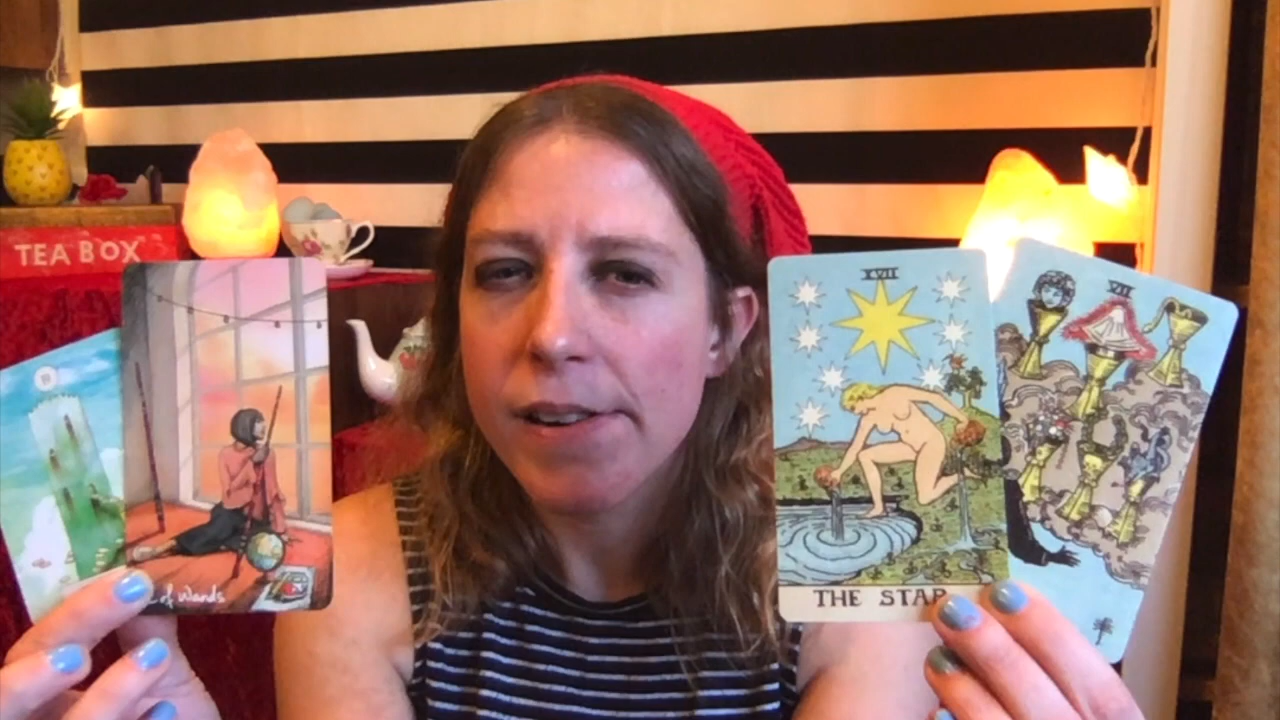 TEA BOX
XVII
VII
of Wands
THE STAR